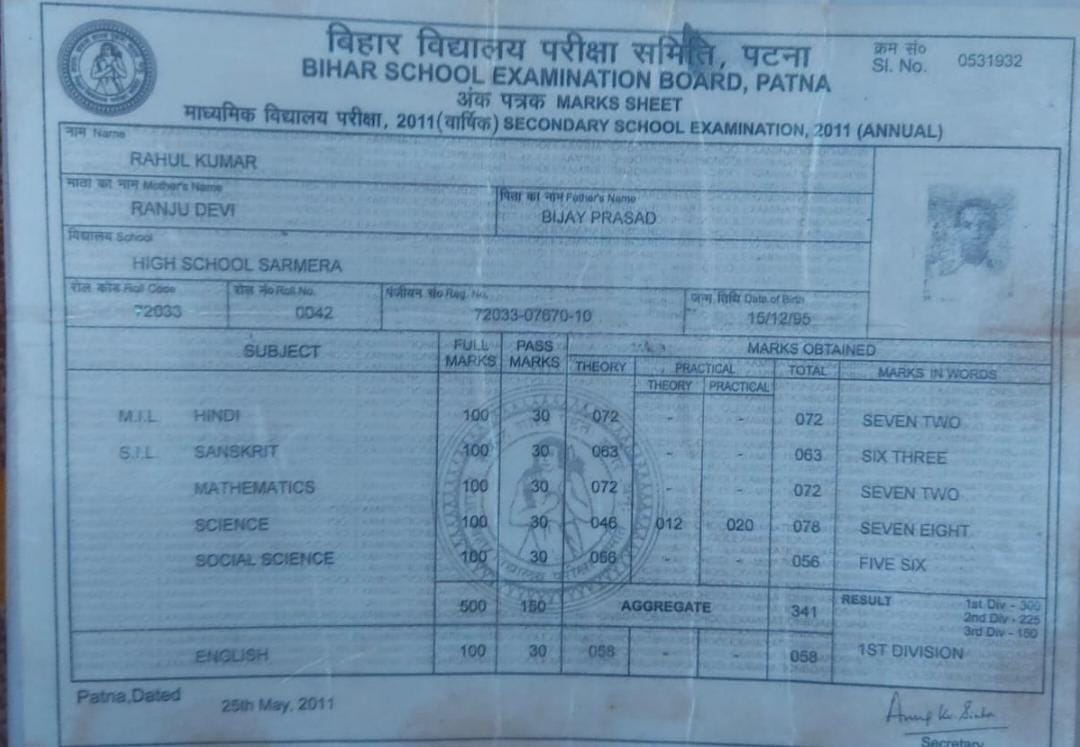 बिहार विद्यालय परीक्षा समिति, पटना
क्रम सं०
BIHAR SCHOOL EXAMINATION BOARD, PATNA
Sl. No. 0531932
अंक पत्रक MARKS SHEET
माध्यमिक विद्यालय परीक्षा, 2011(वार्षिक) SECONDARY SCHOOL EXAMINATION, 2011 (ANNUAL)
नाम Name
RAHUL KUMAR
माता का नाम Mother's Name पिता का नाम Father's Name
RANJU DEVI BIJAY PRASAD
विद्यालय School
HIGH SCHOOL SARMERA
रोल कोड Roll Code रोल नं० Roll No. पंजीयन सं० Reg. No. जन्म तिथि Date of Birth
72033 0042 72033-07670-10 15/12/95
SUBJECT FULL MARKS PASS MARKS MARKS OBTAINED
THEORY PRACTICAL TOTAL MARKS IN WORDS
THEORY PRACTICAL
M.I.L. HINDI 100 30 072 - - 072 SEVEN TWO
S.I.L. SANSKRIT 100 30 063 - - 063 SIX THREE
MATHEMATICS 100 30 072 - - 072 SEVEN TWO
SCIENCE 100 30 046 012 020 078 SEVEN EIGHT
SOCIAL SCIENCE 100 30 056 - - 056 FIVE SIX
500 150 AGGREGATE 341 RESULT 1st Div - 300
2nd Div - 225
3rd Div - 150
ENGLISH 100 30 058 - - 058 1ST DIVISION
Patna,Dated 25th May, 2011
Secretary